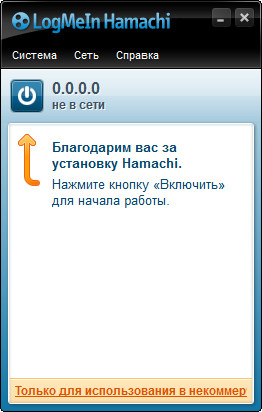 LogMeIn Hamachi
Система Сеть Справка
0.0.0.0
не в сети
Благодарим вас за
установку Hamachi.
Нажмите кнопку «Включить»
для начала работы.
Только для использования в некоммер